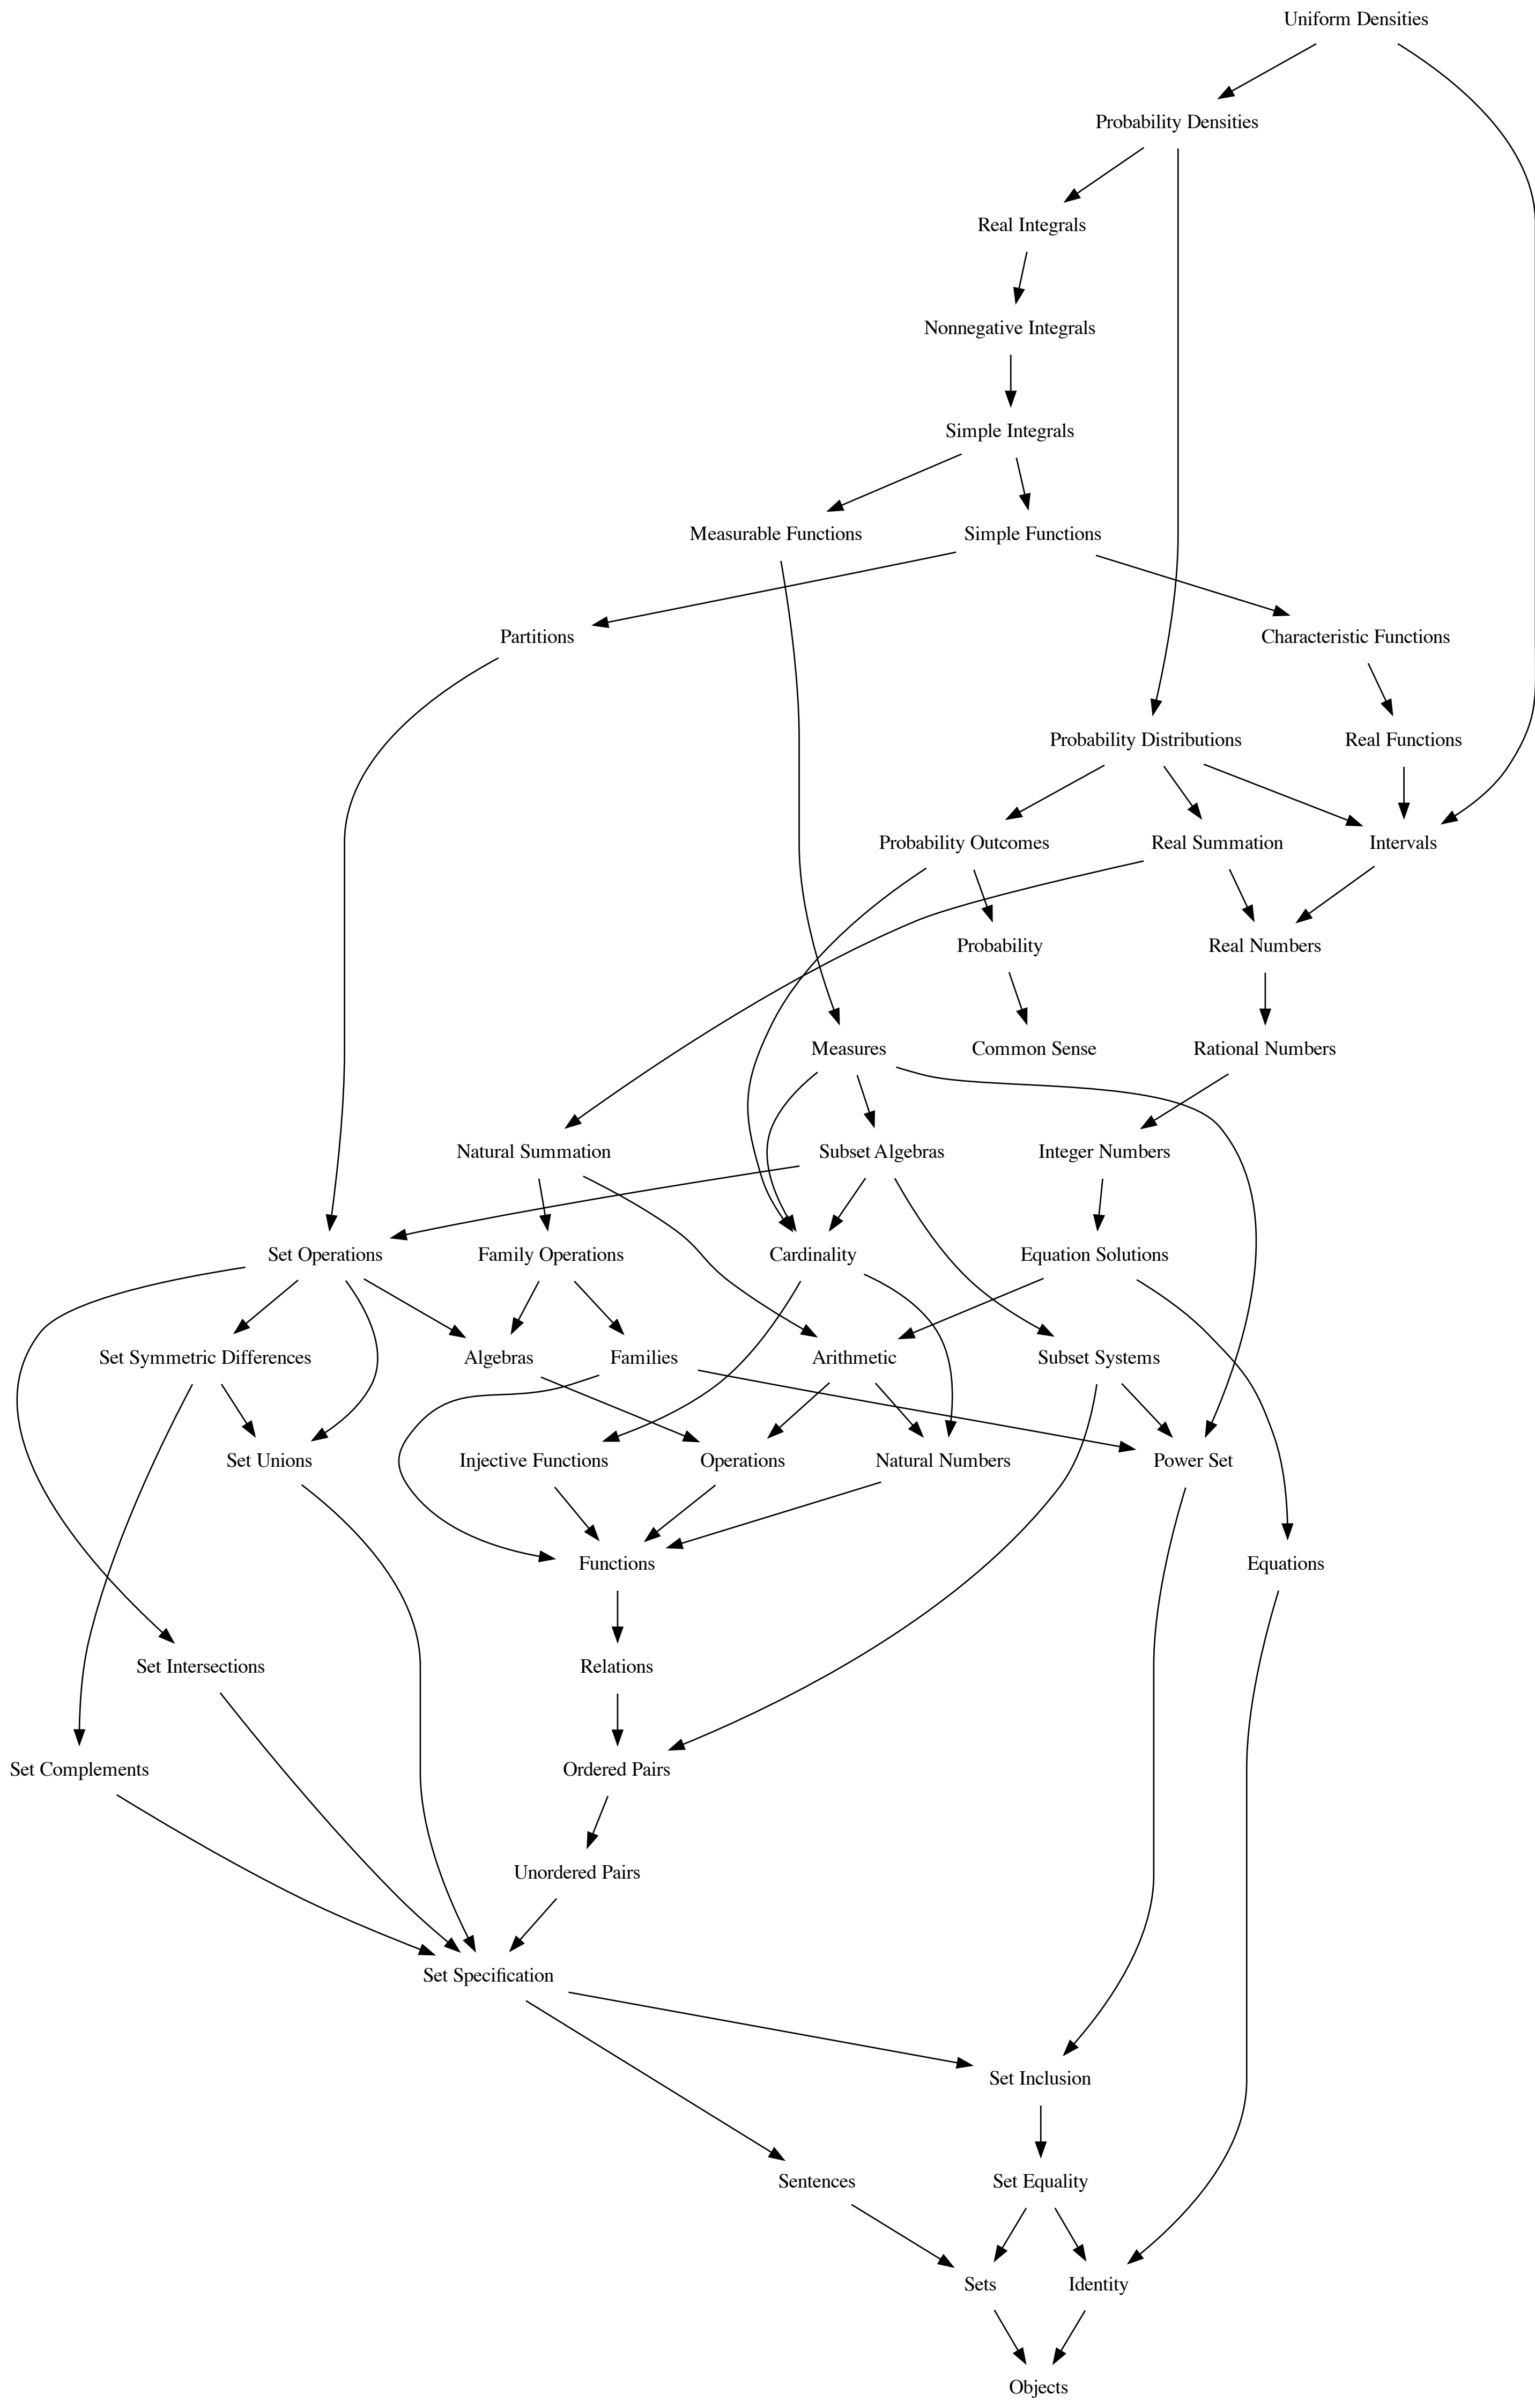 Uniform Densities
Probability Densities
Real Integrals
Nonnegative Integrals
Simple Integrals
Measurable Functions
Simple Functions
Partitions
Characteristic Functions
Probability Distributions
Real Functions
Probability Outcomes
Real Summation
Intervals
Probability
Real Numbers
Measures
Common Sense
Rational Numbers
Natural Summation
Subset Algebras
Integer Numbers
Set Operations
Family Operations
Cardinality
Equation Solutions
Set Symmetric Differences
Algebras
Families
Arithmetic
Subset Systems
Set Unions
Injective Functions
Operations
Natural Numbers
Power Set
Functions
Equations
Set Intersections
Relations
Set Complements
Ordered Pairs
Unordered Pairs
Set Specification
Set Inclusion
Sentences
Set Equality
Sets
Identity
Objects